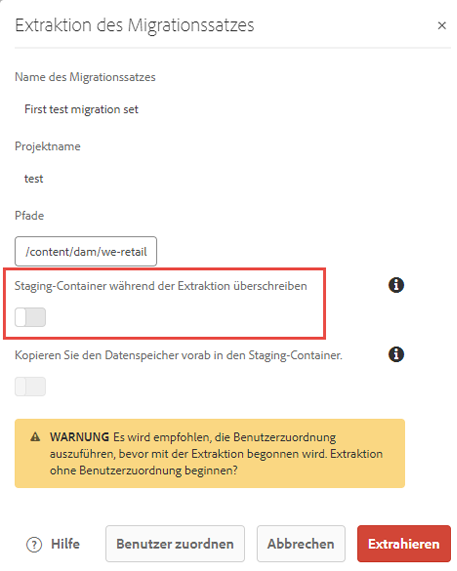 Extraktion des Migrationssatzes
Name des Migrationssatzes
First test migration set
Projektname
test
Pfade
/content/dam/we-retail
Staging-Container während der Extraktion überschreiben
Kopieren Sie den Datenspeicher vorab in den Staging-Container.
WARNUNG Es wird empfohlen, die Benutzerzuordnung
auszuführen, bevor mit der Extraktion begonnen wird. Extraktion
ohne Benutzerzuordnung beginnen?
Hilfe
Benutzer zuordnen
Abbrechen
Extrahieren